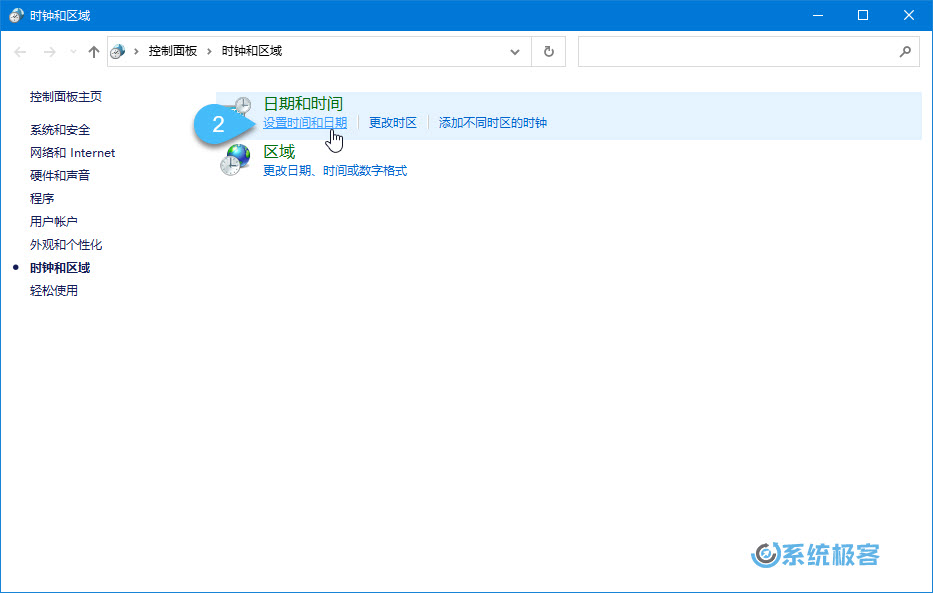 时钟和区域
控制面板 时钟和区域
控制面板主页
系统和安全
网络和 Internet
硬件和声音
程序
用户帐户
外观和个性化
时钟和区域
轻松使用
日期和时间
2
设置时间和日期 更改时区 添加不同时区的时钟
区域
更改日期、时间或数字格式
系统极客